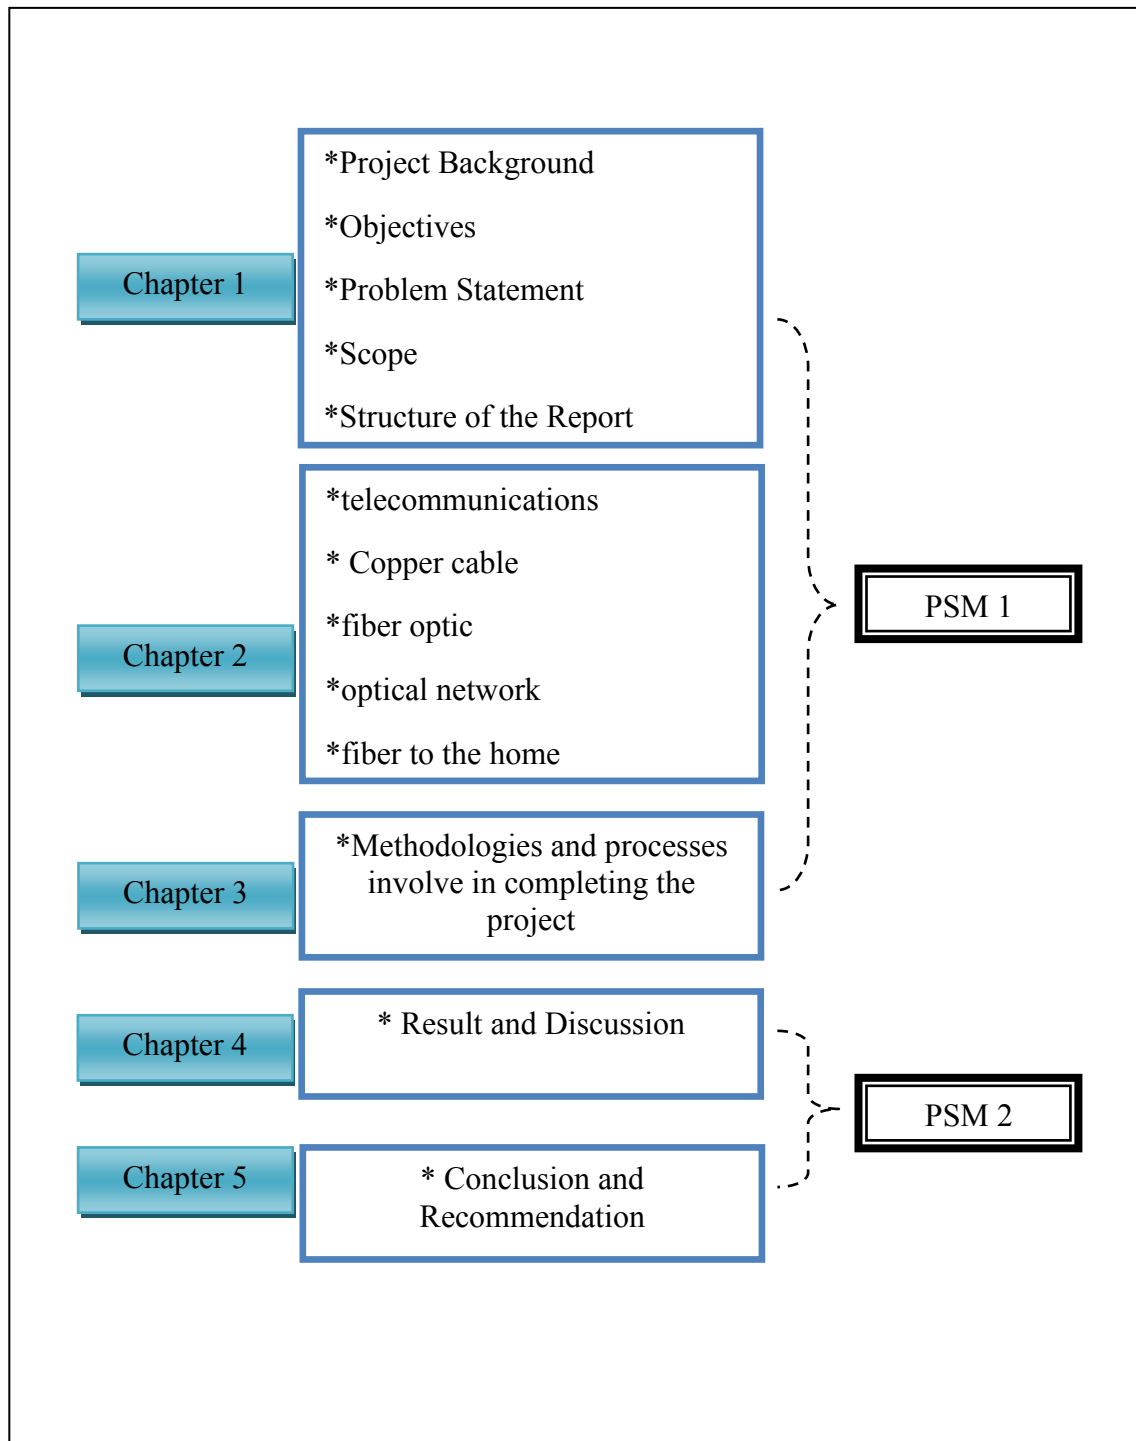 Chapter 1
*Project Background
*Objectives
*Problem Statement
*Scope
*Structure of the Report
Chapter 2
*telecommunications
* Copper cable
*fiber optic
*optical network
*fiber to the home
PSM 1
Chapter 3
*Methodologies and processes
involve in completing the
project
Chapter 4
* Result and Discussion
PSM 2
Chapter 5
* Conclusion and
Recommendation